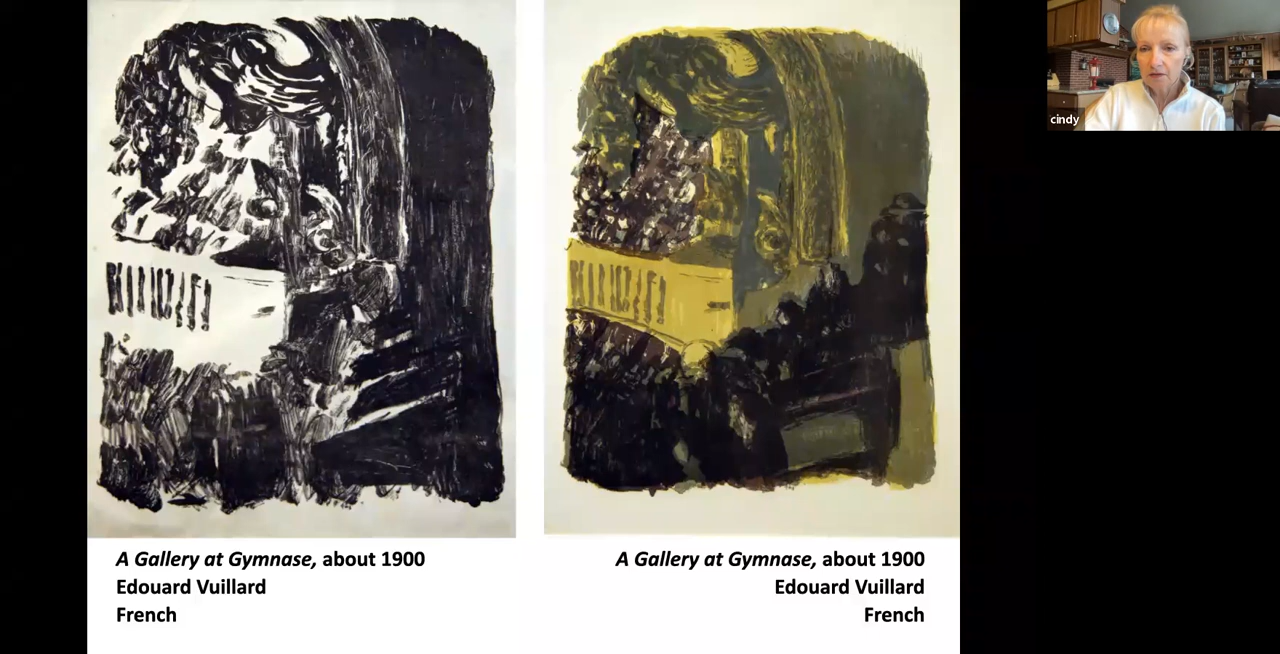 cindy
A Gallery at Gymnase, about 1900
Edouard Vuillard
French
A Gallery at Gymnase, about 1900
Edouard Vuillard
French